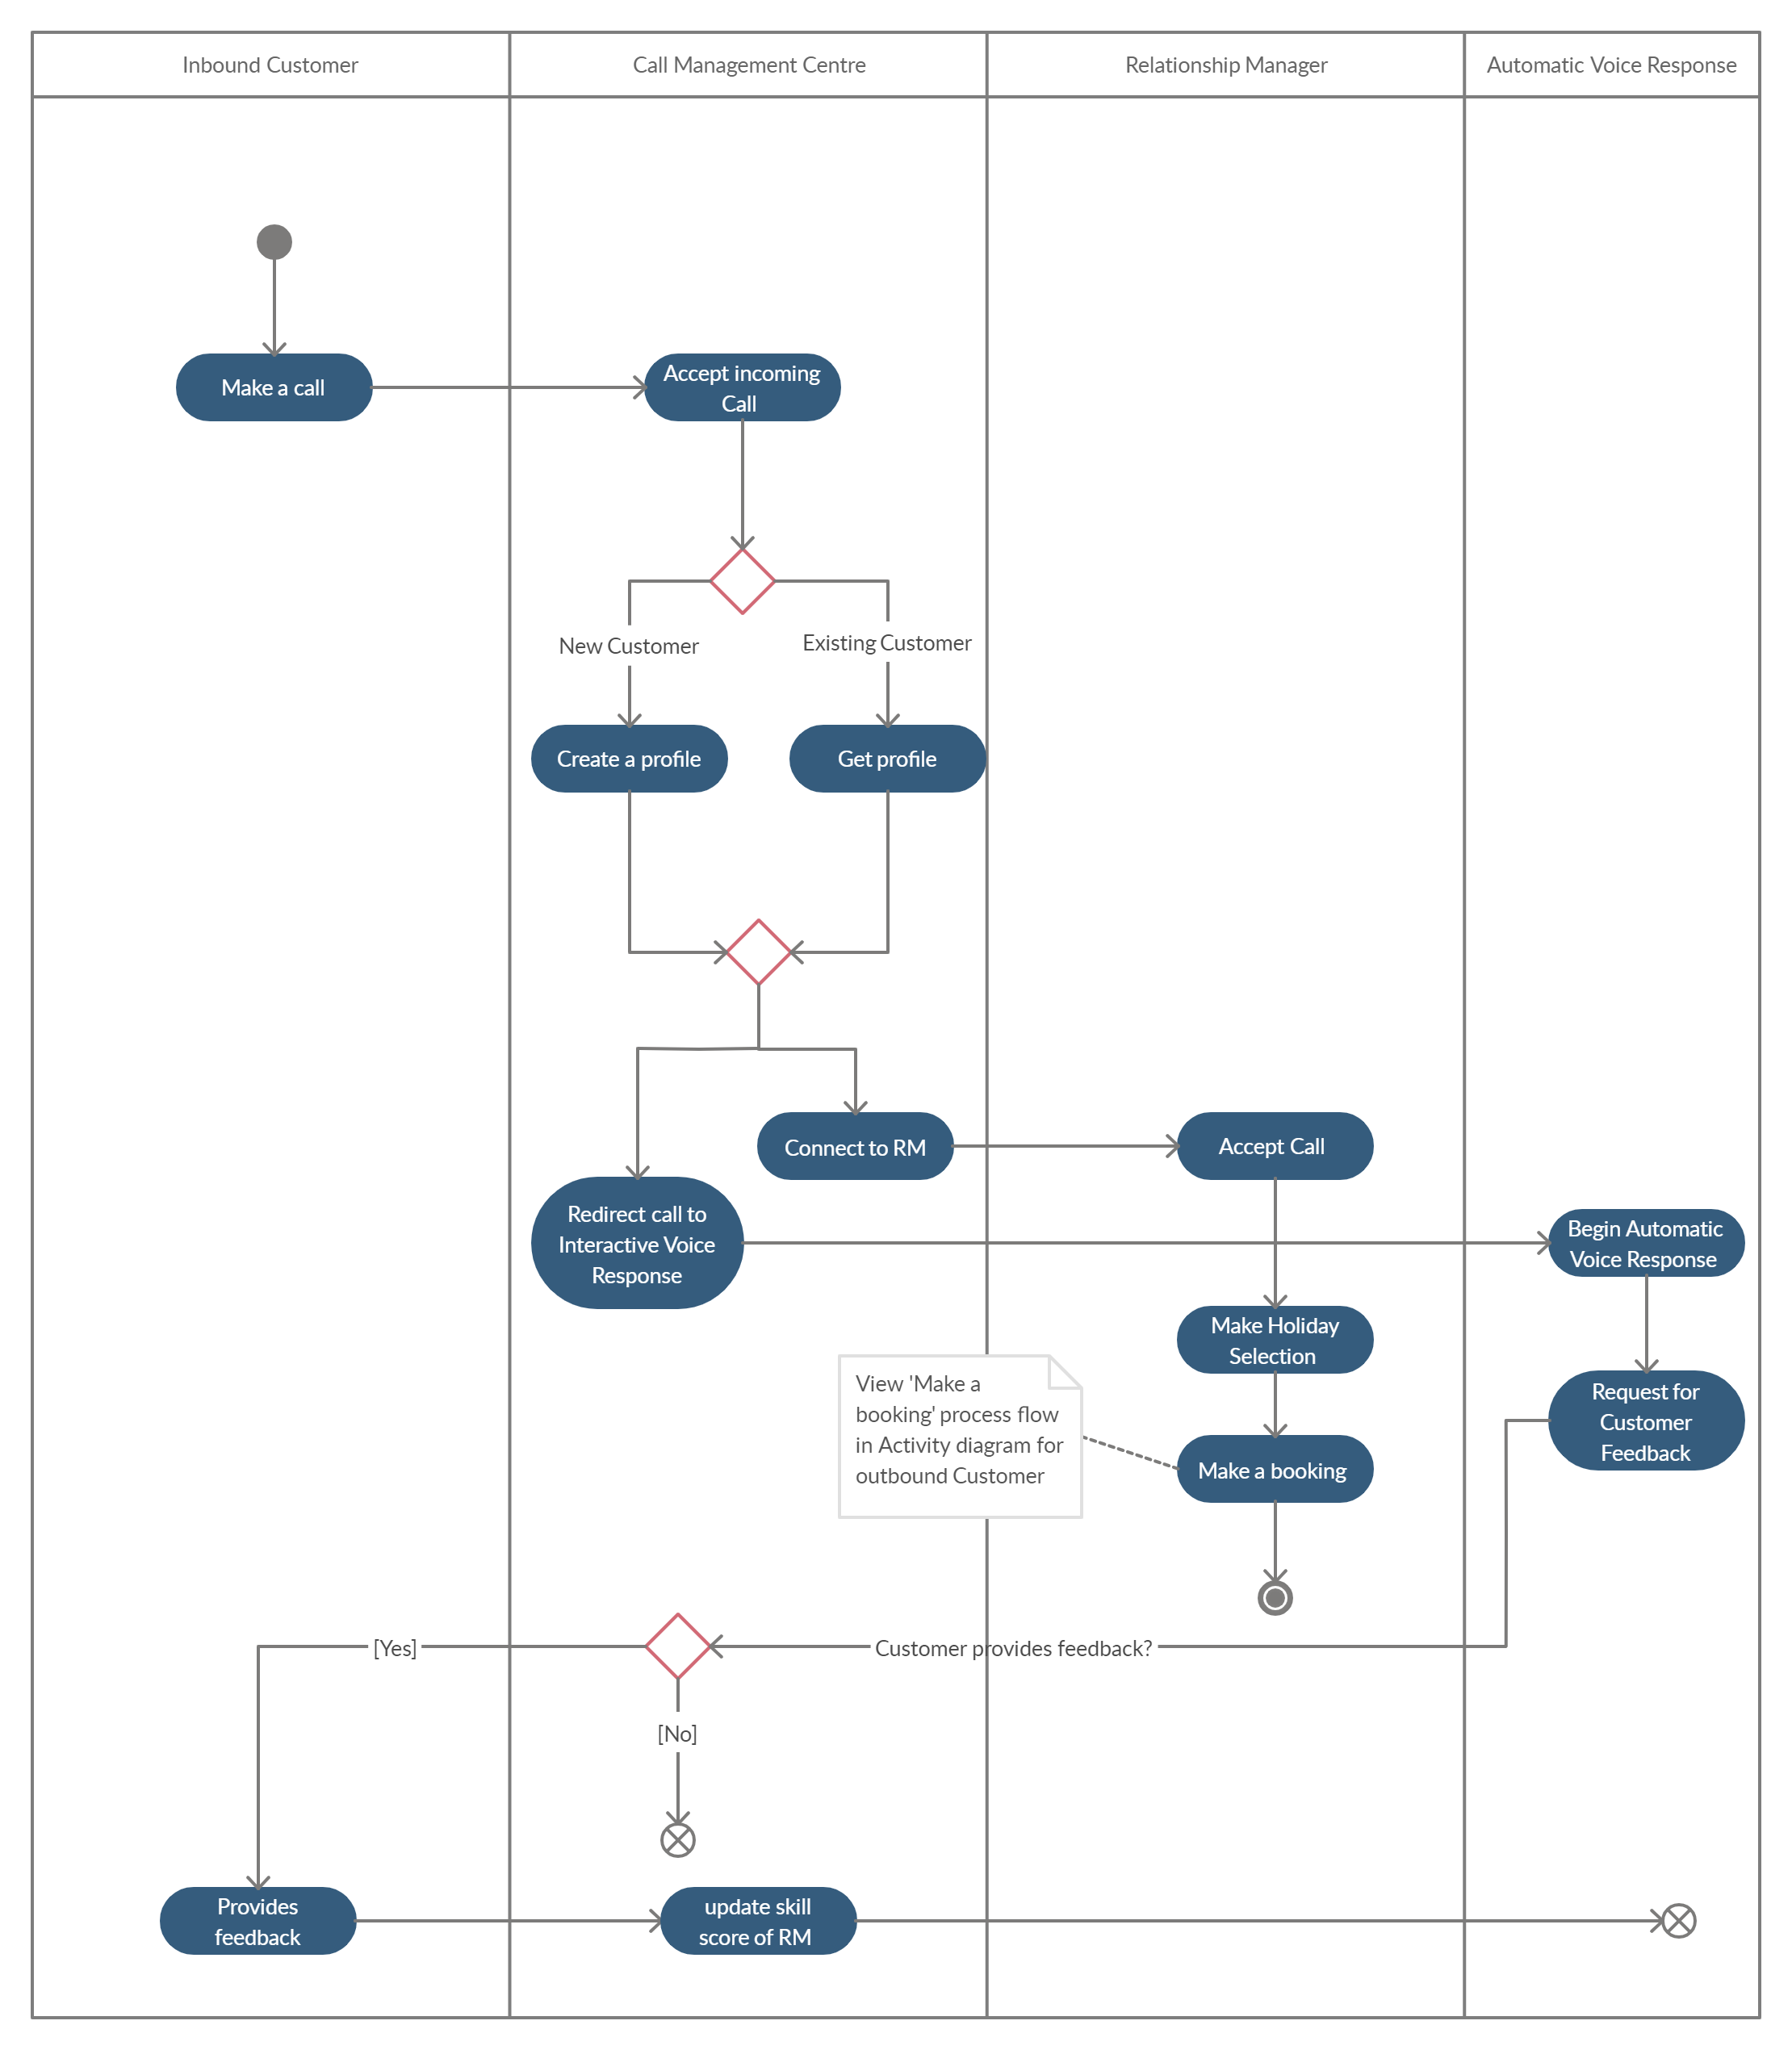 Inbound Customer
Call Management Centre
Relationship Manager
Automatic Voice Response
Make a call
Accept incoming
Call
New Customer
Existing Customer
Create a profile
Get profile
Connect to RM
Accept Call
Redirect call to
Interactive Voice
Response
Begin Automatic
Voice Response
Make Holiday
Selection
View 'Make a
booking' process flow
in Activity diagram for
outbound Customer
Make a booking
Request for
Customer
Feedback
[Yes]
Customer provides feedback?
[No]
Provides
feedback
update skill
score of RM